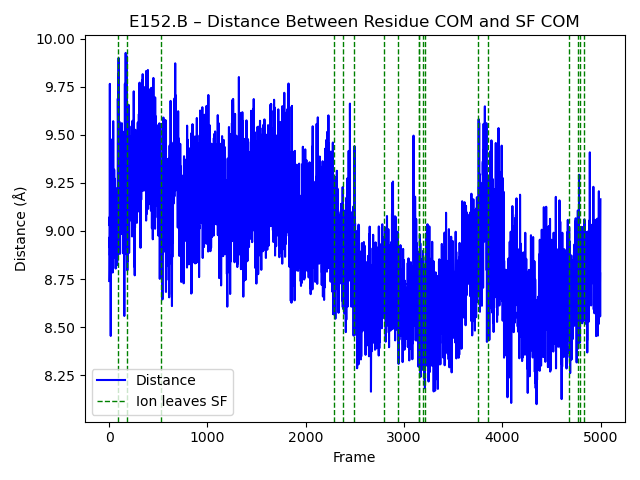 E152.B – Distance Between Residue COM and SF COM
Distance (Å)
10.00
9.75
9.50
9.25
9.00
8.75
8.50
8.25
Distance
Ion leaves SF
0 1000 2000 3000 4000 5000
Frame